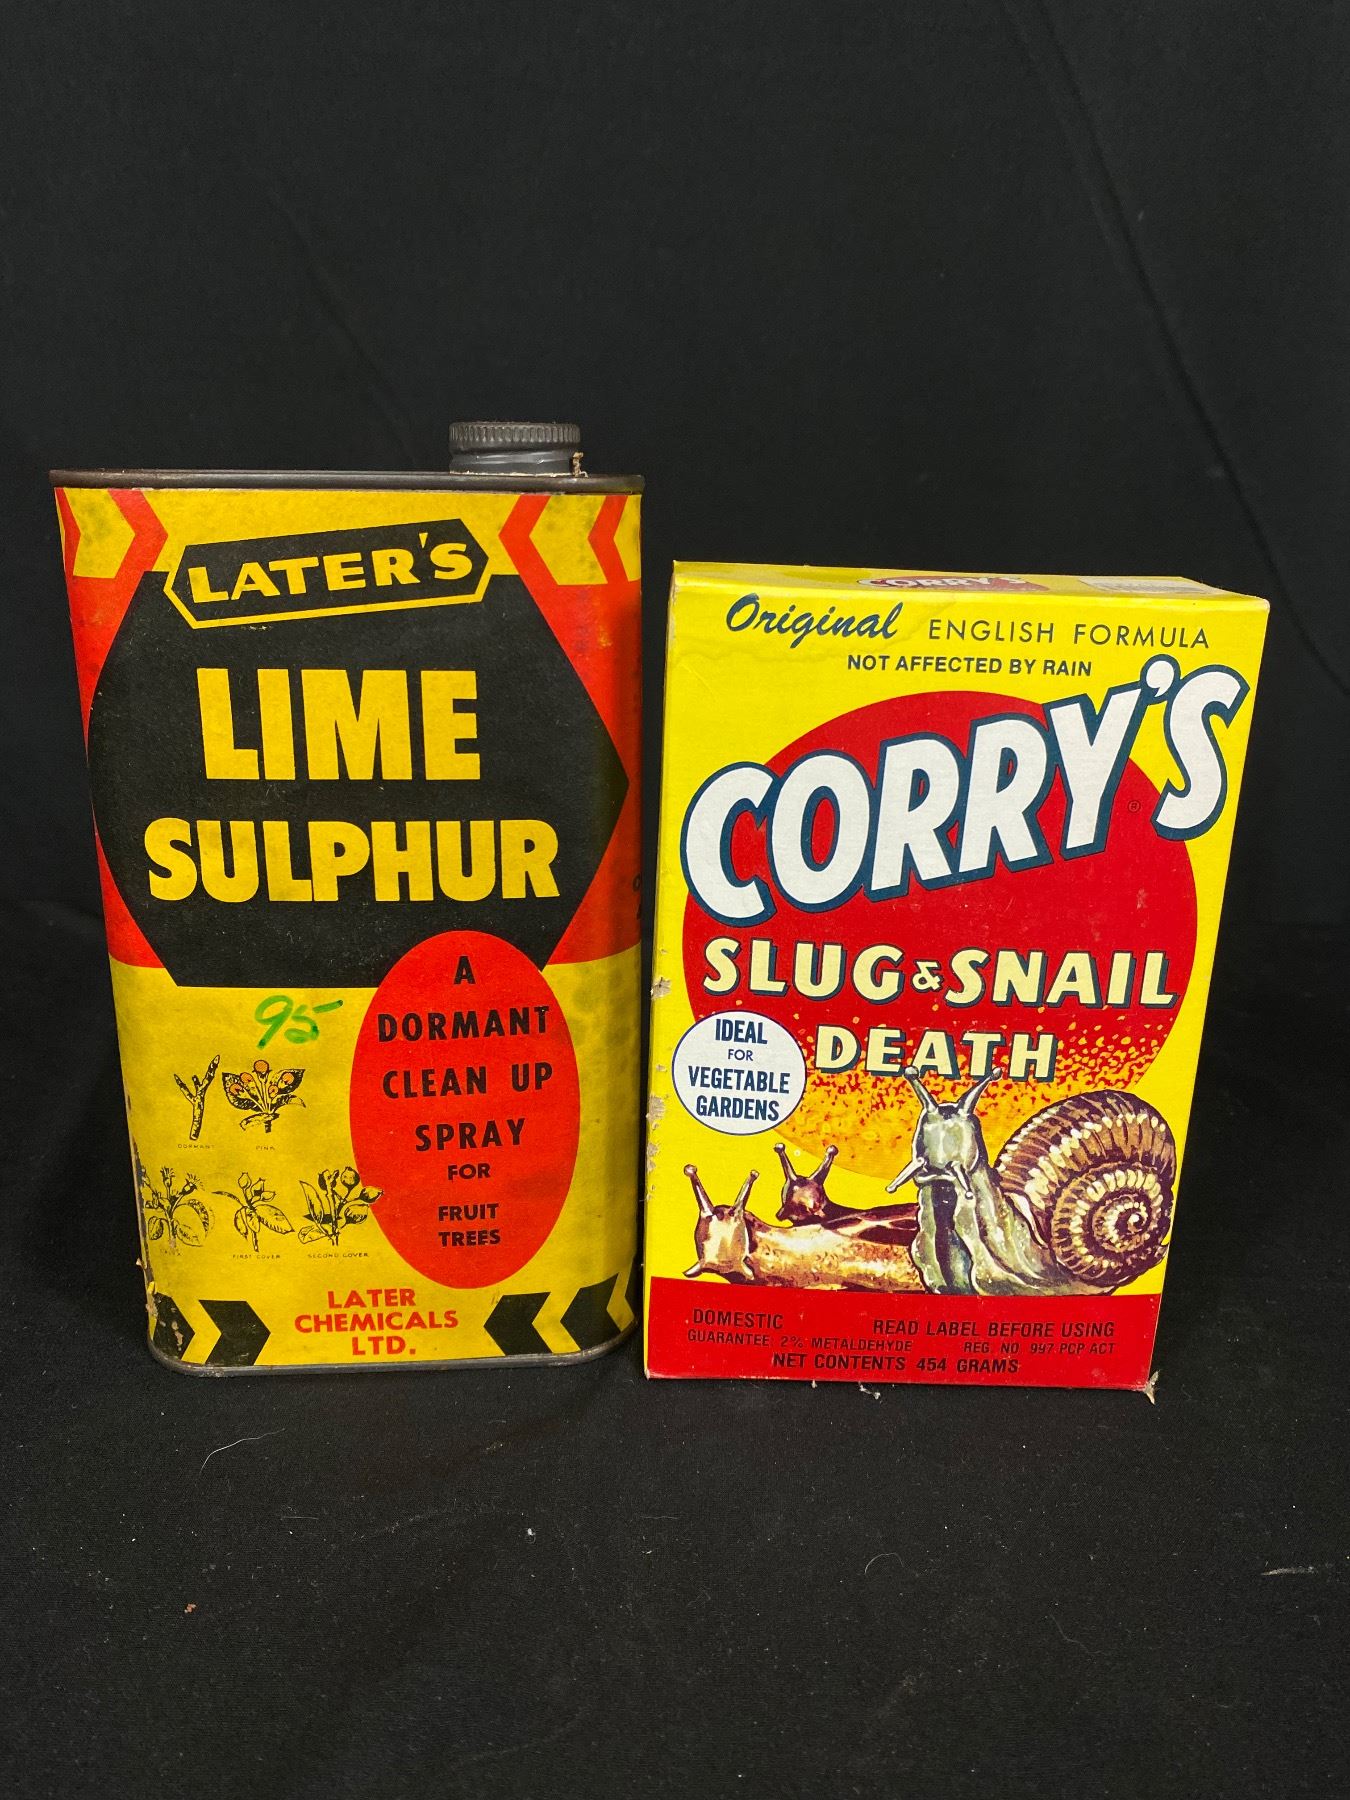 LATER'S
LIME
SULPHUR
95
A
DORMANT
CLEAN UP
SPRAY
FOR
FRUIT
TREES
DORMANT
PINK
FIRST COVER
SECOND COVER
LATER
CHEMICALS
LTD.
CORRY'S
Original ENGLISH FORMULA
NOT AFFECTED BY RAIN
CORRY'S
®
SLUG & SNAIL
DEATH
IDEAL
FOR
VEGETABLE
GARDENS
DOMESTIC READ LABEL BEFORE USING
GUARANTEE 2% METALDEHYDE REG. NO. 997 PCP ACT
NET CONTENTS 454 GRAMS